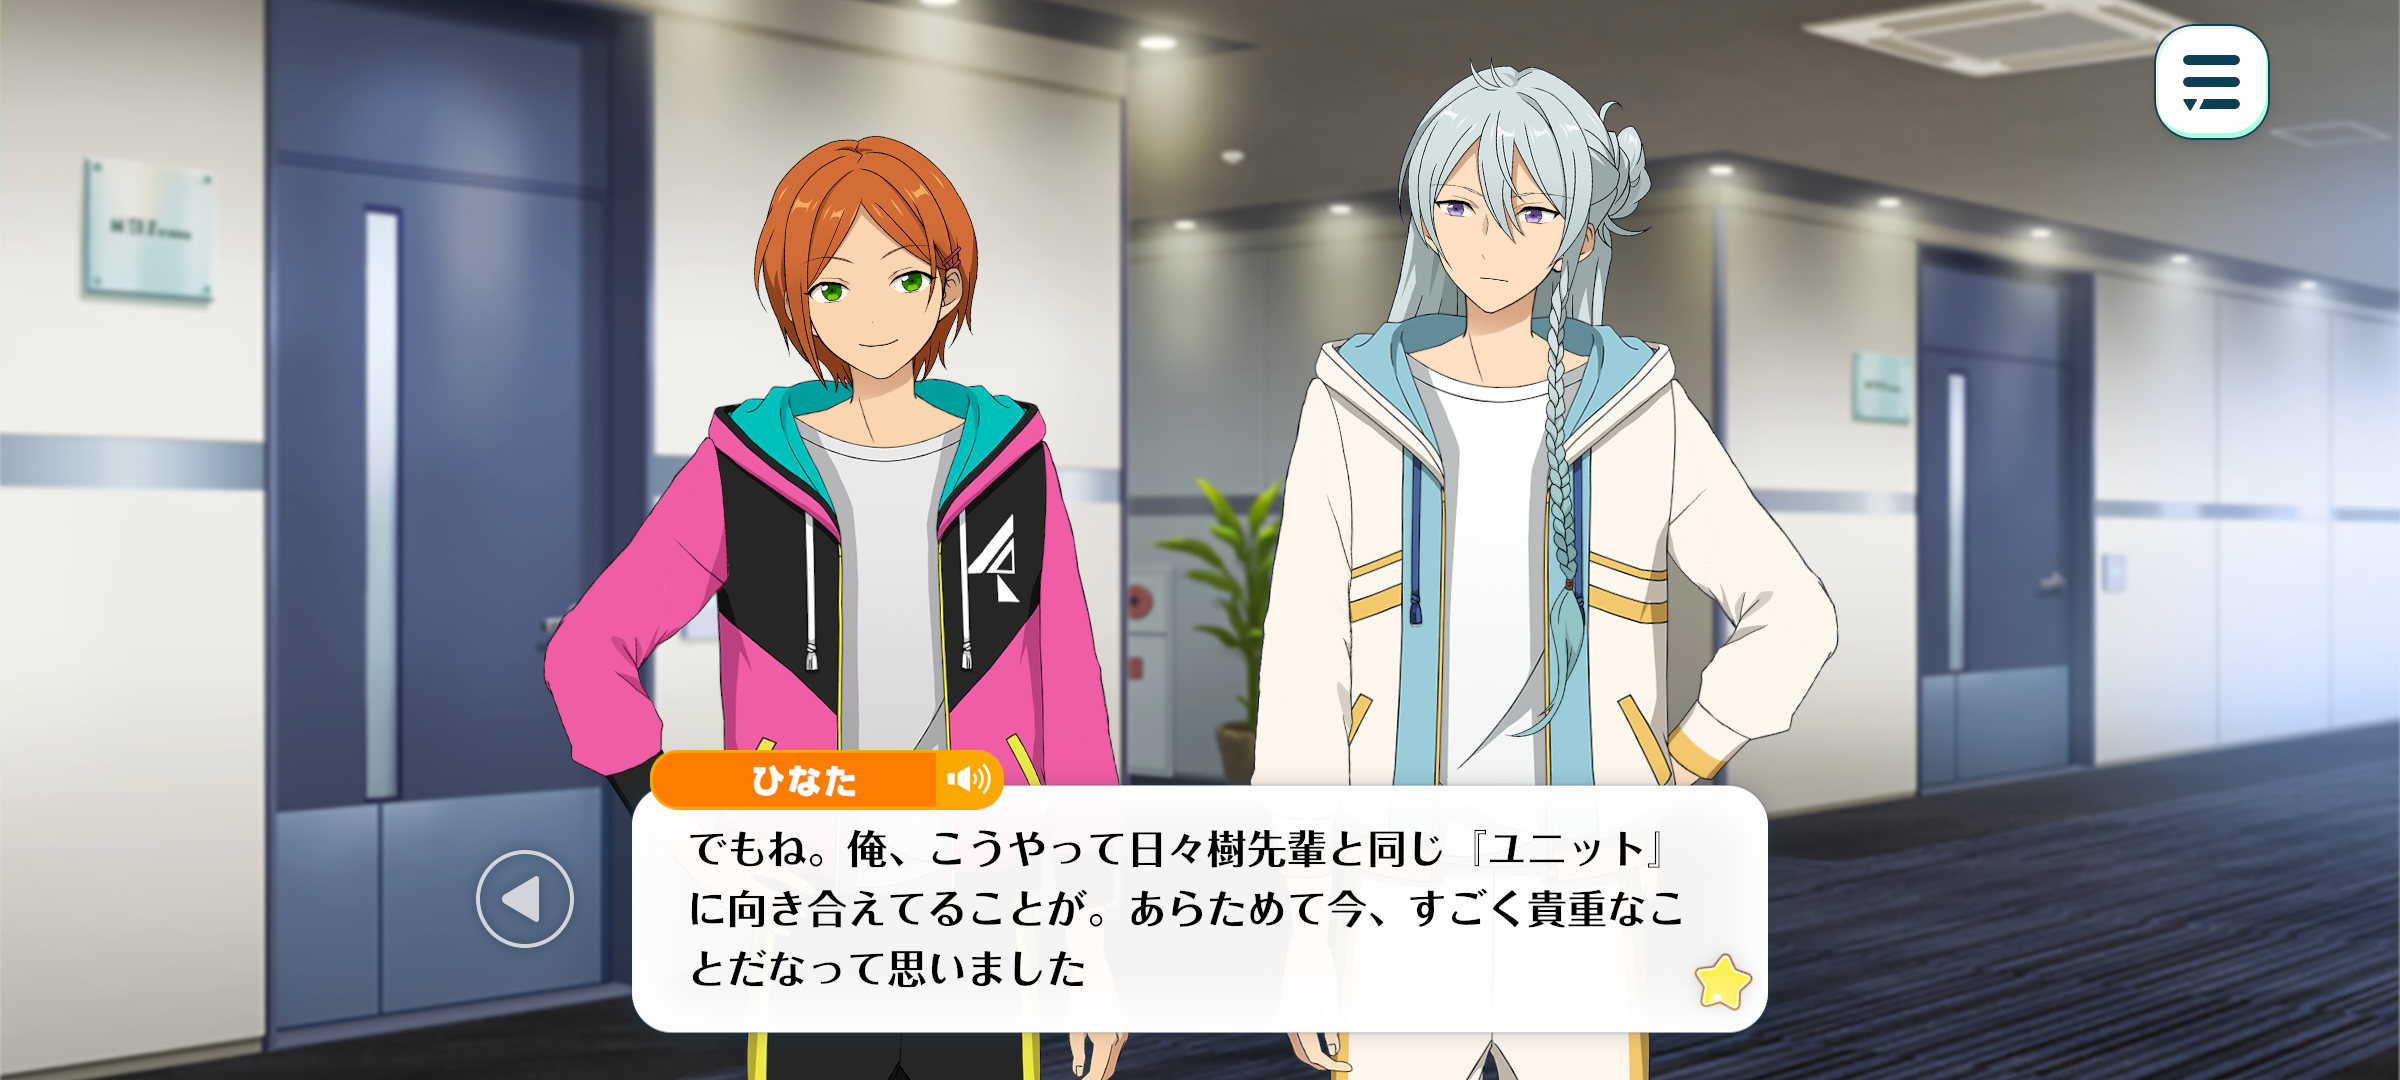 ひなた
でもね。俺、こうやって日々樹先輩と同じ『ユニット』
に向き合えてることが。あらためて今、すごく貴重なこ
とだなって思いました